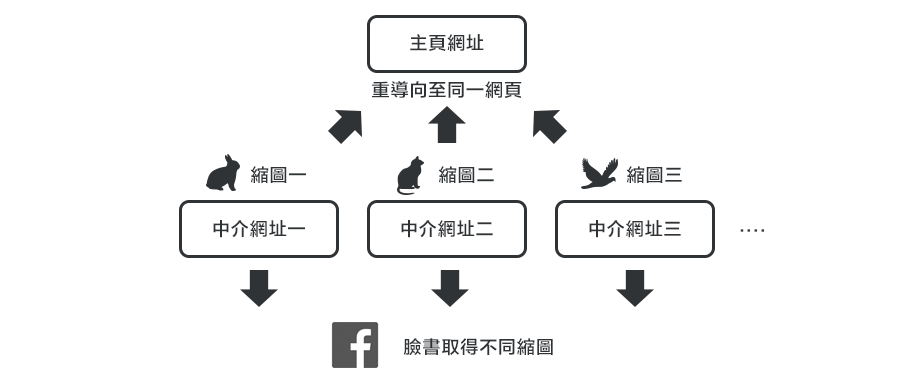 主頁網址
重導向至同一網頁
縮圖一
縮圖二
縮圖三
中介網址一
中介網址二
中介網址三
....
臉書取得不同縮圖